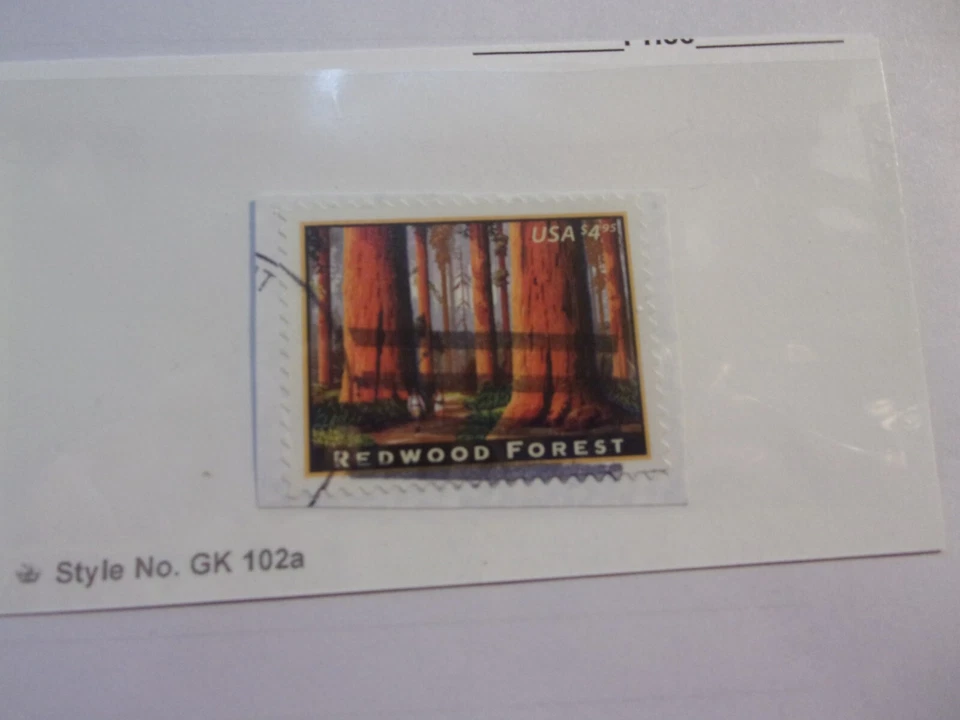 USA $4.95
REDWOOD FOREST
Style No. GK 102a